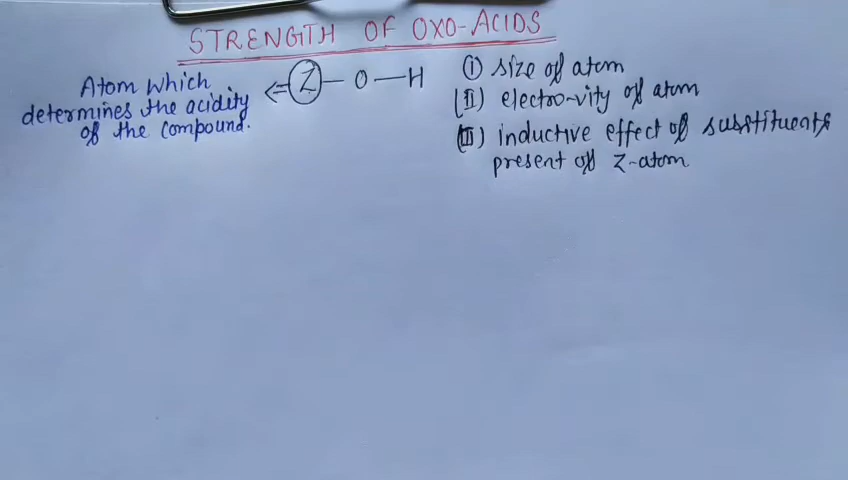 STRENGTH OF OXO-ACIDS
Atom which
determines the acidity
of the compound.
⇐ Z - O - H
(I) size of atom
(II) electro-vity of atom
(III) inductive effect of substituents
present of Z-atom